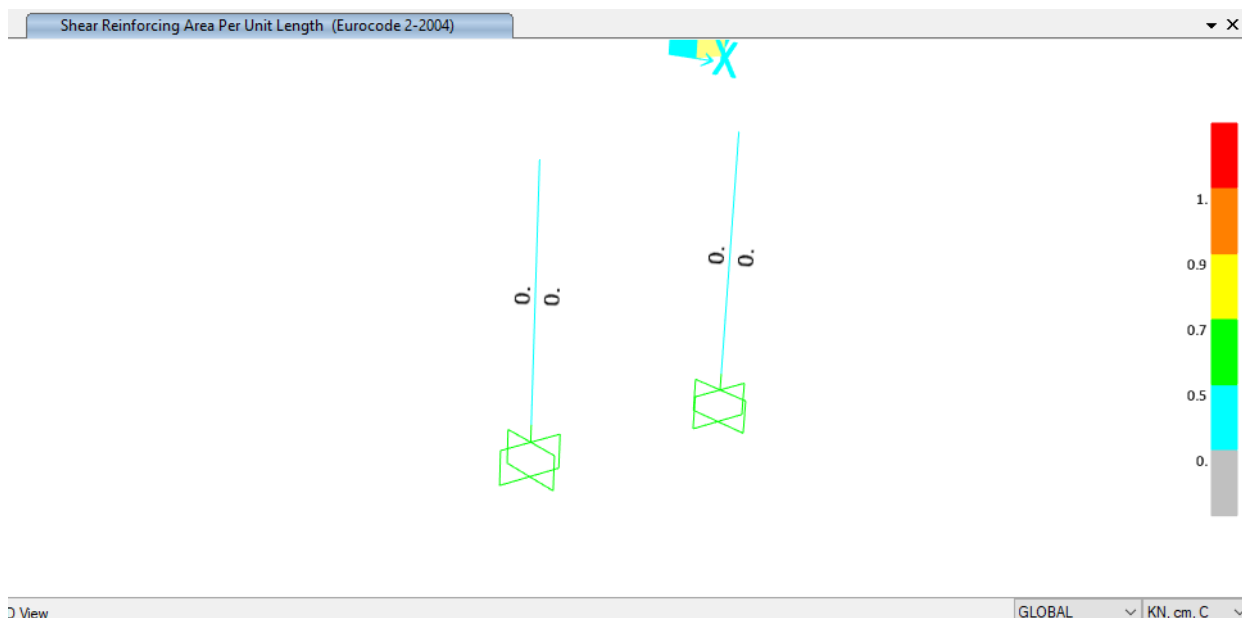 Shear Reinforcing Area Per Unit Length (Eurocode 2-2004)
X
0.
0.
0.
0.
1.
0.9
0.7
0.5
0.
D View
GLOBAL
KN, cm, C